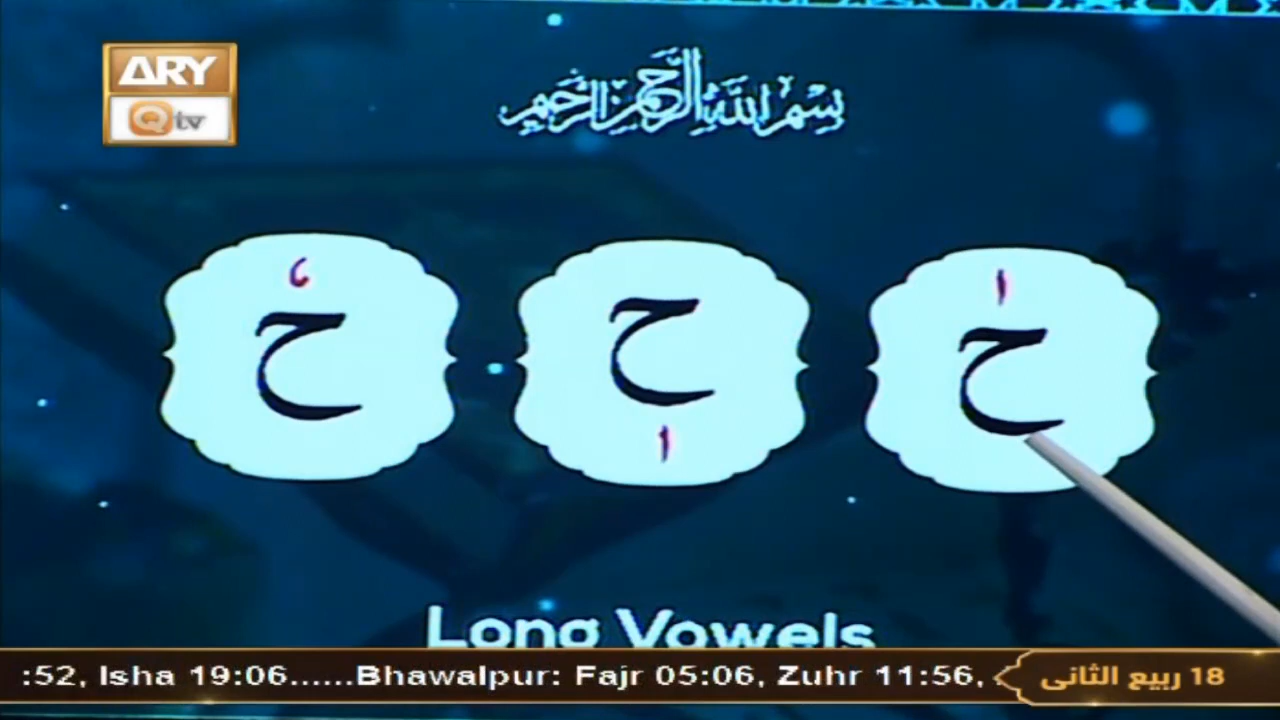 ARY
Qtv
بسم الله الرحمن الرحيم
حٰ حٖ حٗ
Long Vowels
:52, Isha 19:06......Bhawalpur: Fajr 05:06, Zuhr 11:56,
18 ربیع الثانی